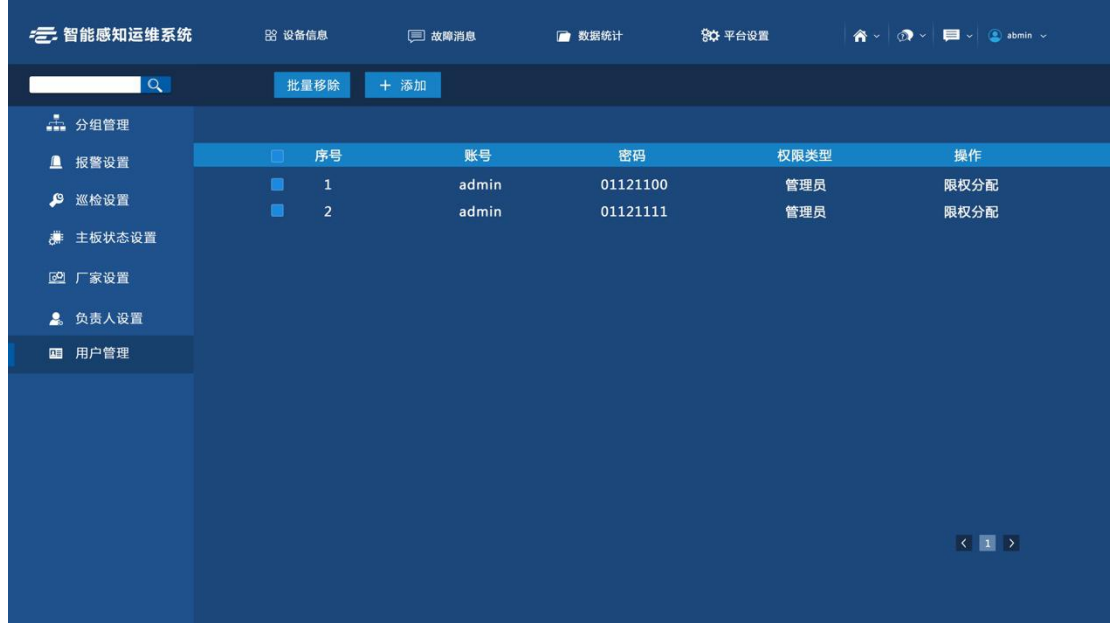 智能感知运维系统 设备信息 故障消息 数据统计 平台设置 abmin
批量移除 + 添加
分组管理
报警设置
巡检设置
主板状态设置
厂家设置
负责人设置
用户管理
序号 账号 密码 权限类型 操作
1 admin 01121100 管理员 限权分配
2 admin 01121111 管理员 限权分配
< 1 >